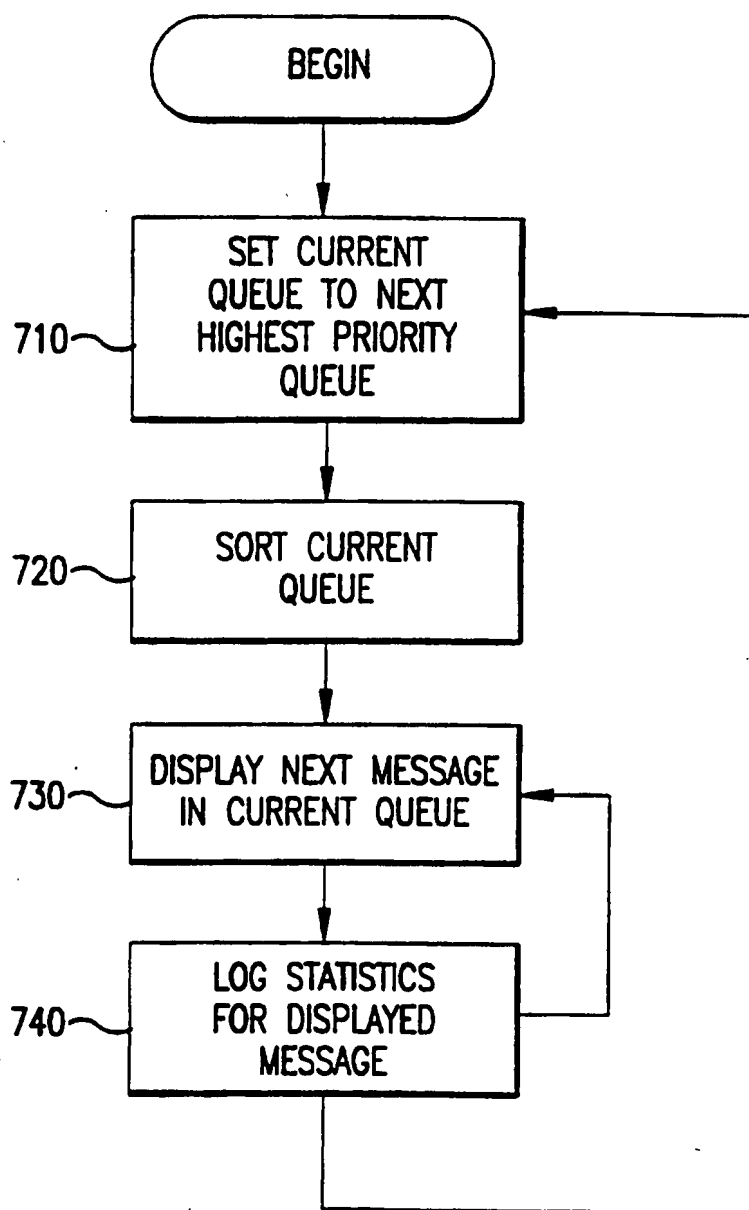 BEGIN
SET CURRENT
QUEUE TO NEXT
HIGHEST PRIORITY
QUEUE
710
SORT CURRENT
QUEUE
720
DISPLAY NEXT MESSAGE
IN CURRENT QUEUE
730
LOG STATISTICS
FOR DISPLAYED
MESSAGE
740